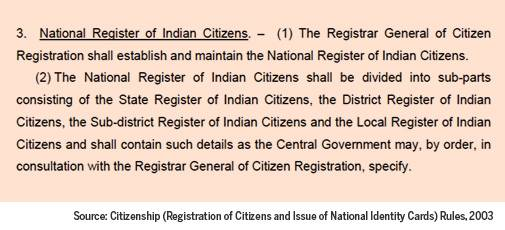 3. National Register of Indian Citizens. – (1) The Registrar General of Citizen
Registration shall establish and maintain the National Register of Indian Citizens.
(2) The National Register of Indian Citizens shall be divided into sub-parts
consisting of the State Register of Indian Citizens, the District Register of Indian
Citizens, the Sub-district Register of Indian Citizens and the Local Register of Indian
Citizens and shall contain such details as the Central Government may, by order, in
consultation with the Registrar General of Citizen Registration, specify.
Source: Citizenship (Registration of Citizens and Issue of National Identity Cards) Rules, 2003